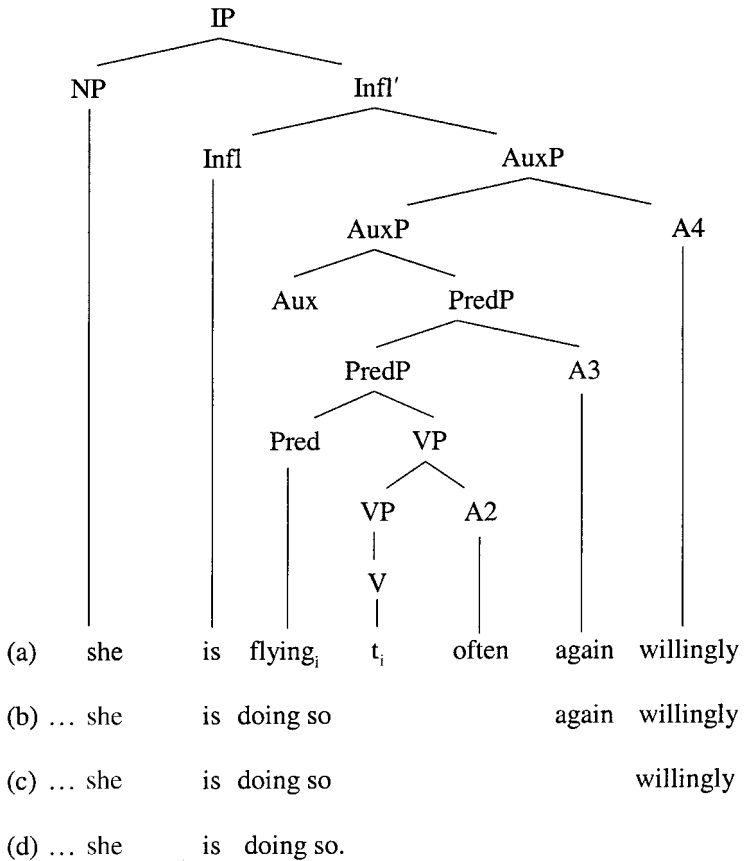 IP
NP Infl′
Infl AuxP
AuxP A4
Aux PredP
PredP A3
Pred VP
VP A2
V
(a) she is flyingᵢ tᵢ often again willingly
(b) … she is doing so again willingly
(c) … she is doing so willingly
(d) … she is doing so.